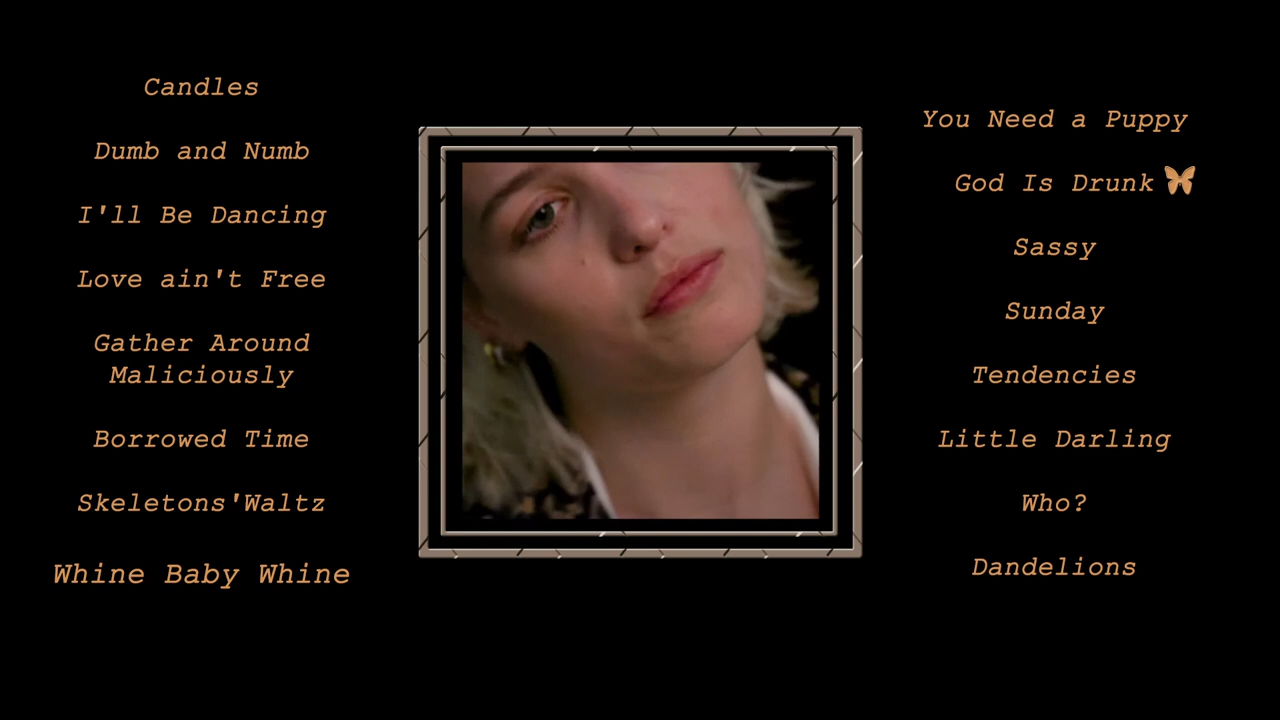 Candles
Dumb and Numb
I'll Be Dancing
Love ain't Free
Gather Around
Maliciously
Borrowed Time
Skeletons'Waltz
Whine Baby Whine
You Need a Puppy
God Is Drunk
Sassy
Sunday
Tendencies
Little Darling
Who?
Dandelions